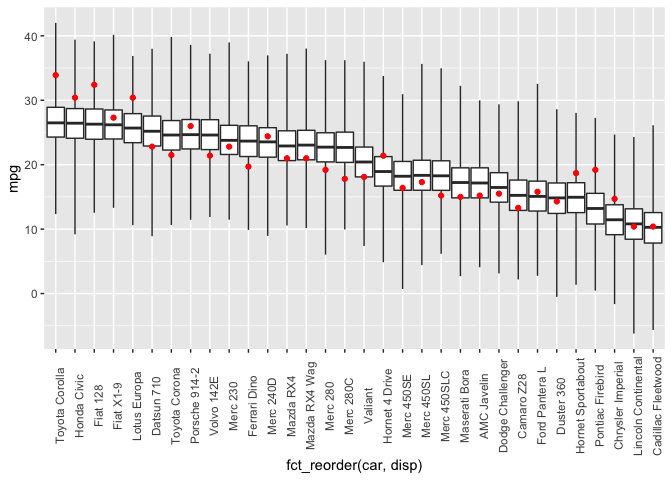 mpg
40
30
20
10
0
Toyota Corolla
Honda Civic
Fiat 128
Fiat X1-9
Lotus Europa
Datsun 710
Toyota Corona
Porsche 914-2
Volvo 142E
Merc 230
Ferrari Dino
Merc 240D
Mazda RX4
Mazda RX4 Wag
Merc 280
Merc 280C
Valiant
Hornet 4 Drive
Merc 450SE
Merc 450SL
Merc 450SLC
Maserati Bora
AMC Javelin
Dodge Challenger
Camaro Z28
Ford Pantera L
Duster 360
Hornet Sportabout
Pontiac Firebird
Chrysler Imperial
Lincoln Continental
Cadillac Fleetwood
fct_reorder(car, disp)